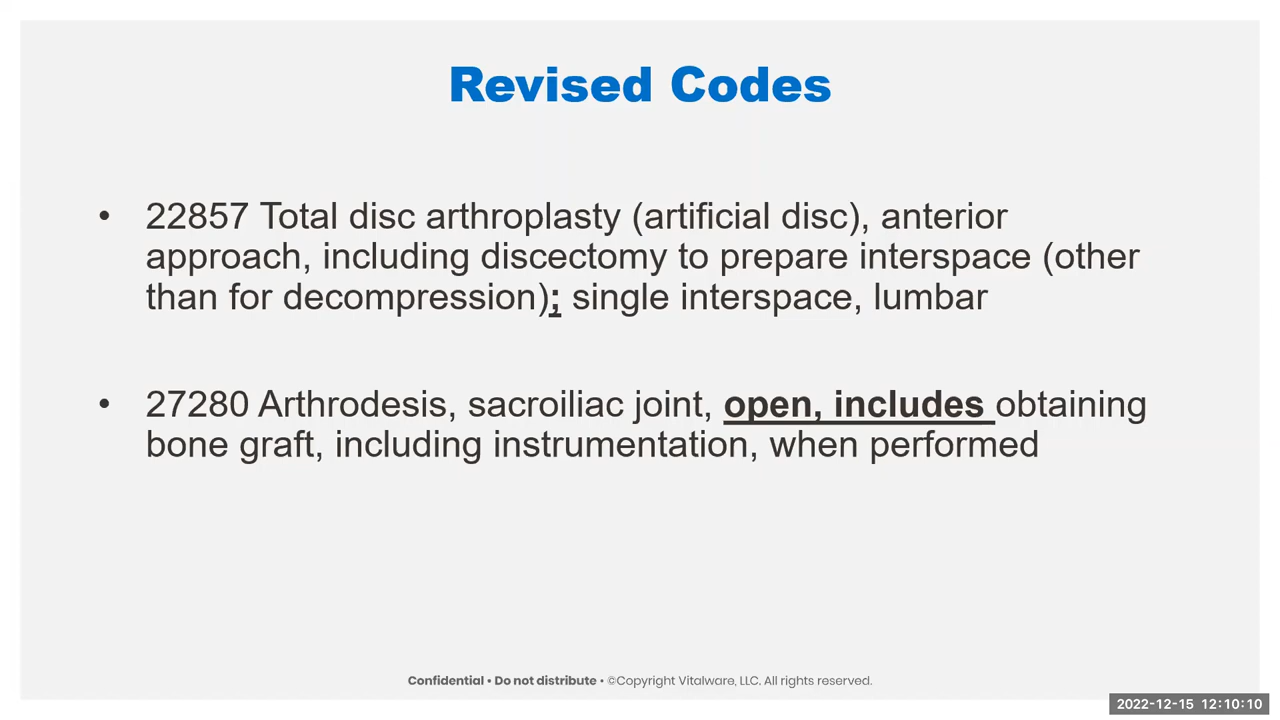 Revised Codes
• 22857 Total disc arthroplasty (artificial disc), anterior
approach, including discectomy to prepare interspace (other
than for decompression); single interspace, lumbar
• 27280 Arthrodesis, sacroiliac joint, open, includes obtaining
bone graft, including instrumentation, when performed
Confidential • Do not distribute • ©Copyright Vitalware, LLC. All rights reserved.
2022-12-15 12:10:10